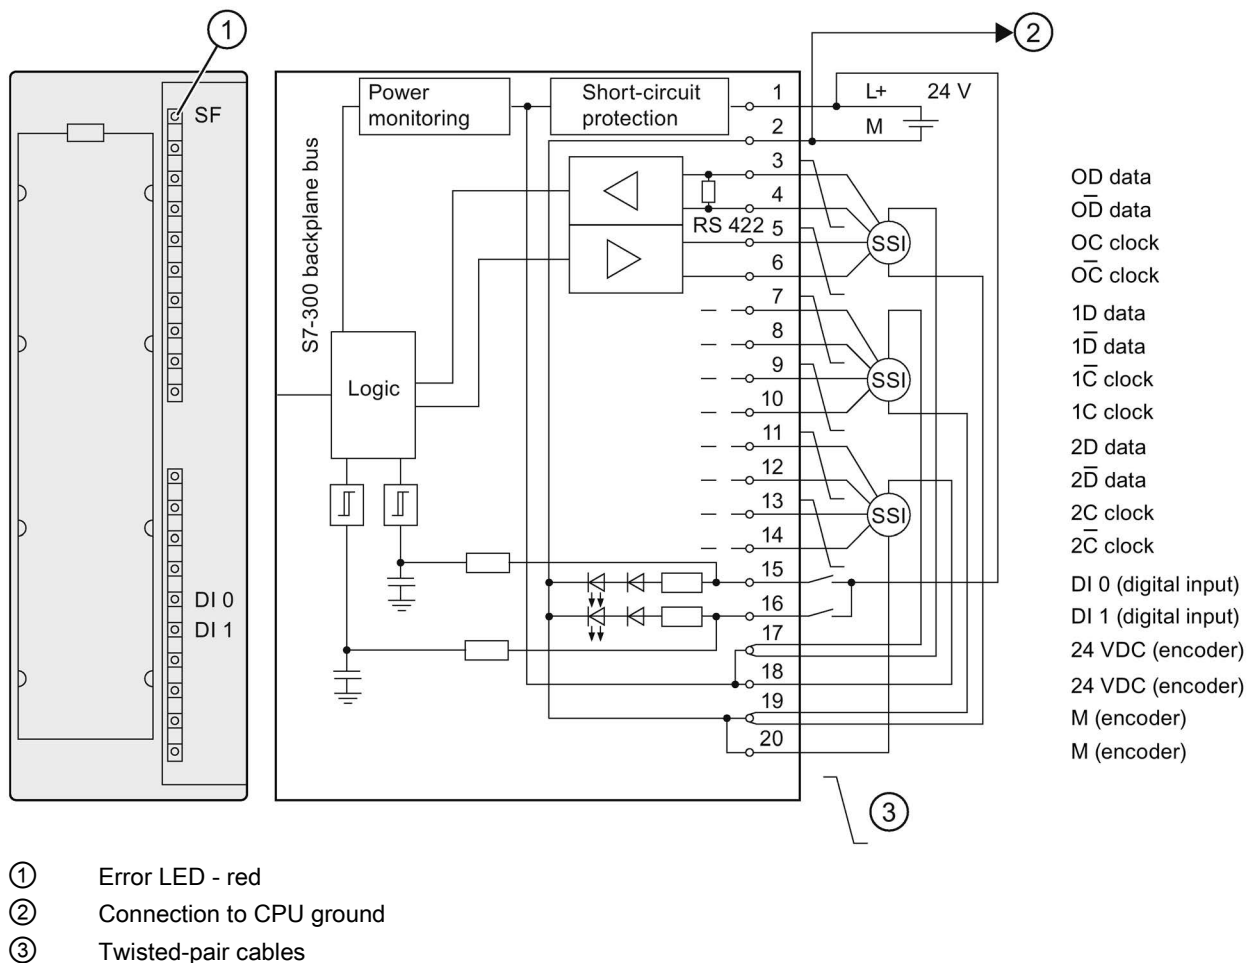 ①
②
SF
DI 0
DI 1
Power
monitoring
Short-circuit
protection
S7-300 backplane bus
Logic
RS 422
1
2
3
4
5
6
7
8
9
10
11
12
13
14
15
16
17
18
19
20
L+ 24 V
M
SSI
SSI
SSI
③
OD data
OD̅ data
OC clock
OC̅ clock
1D data
1D̅ data
1C̅ clock
1C clock
2D data
2D̅ data
2C clock
2C̅ clock
DI 0 (digital input)
DI 1 (digital input)
24 VDC (encoder)
24 VDC (encoder)
M (encoder)
M (encoder)
① Error LED - red
② Connection to CPU ground
③ Twisted-pair cables